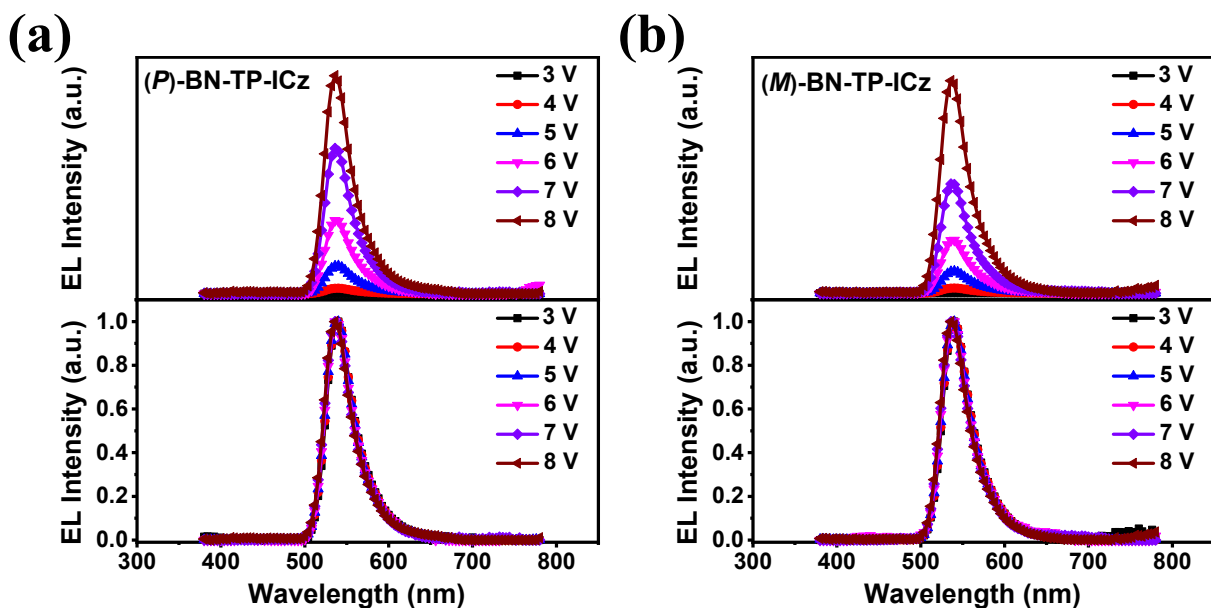 (a)
EL Intensity (a.u.)
(P)-BN-TP-ICz
3 V
4 V
5 V
6 V
7 V
8 V
EL Intensity (a.u.)
1.0
0.8
0.6
0.4
0.2
0.0
3 V
4 V
5 V
6 V
7 V
8 V
300 400 500 600 700 800
Wavelength (nm)
(b)
EL Intensity (a.u.)
(M)-BN-TP-ICz
3 V
4 V
5 V
6 V
7 V
8 V
EL Intensity (a.u.)
1.0
0.8
0.6
0.4
0.2
0.0
3 V
4 V
5 V
6 V
7 V
8 V
300 400 500 600 700 800
Wavelength (nm)